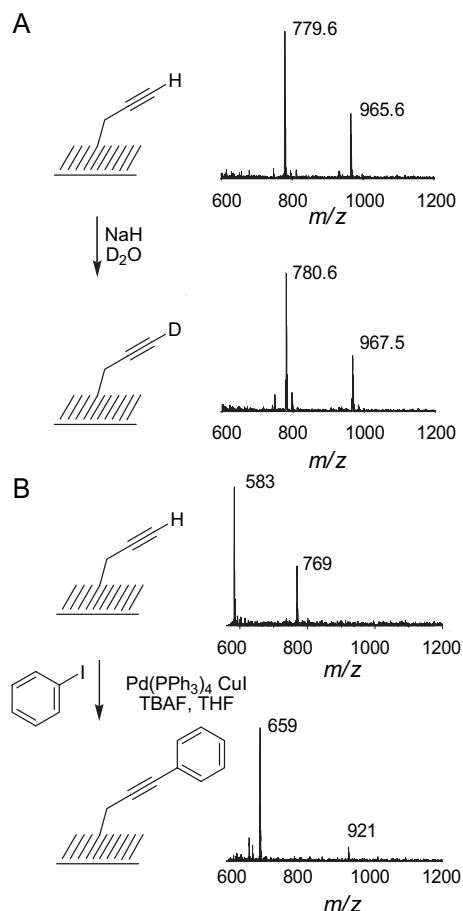 A
H
779.6
965.6
600 800 1000 1200
m/z
NaH
D₂O
D
780.6
967.5
600 800 1000 1200
m/z
B
H
583
769
600 800 1000 1200
m/z
I
Pd(PPh₃)₄ CuI
TBAF, THF
659
921
600 800 1000 1200
m/z